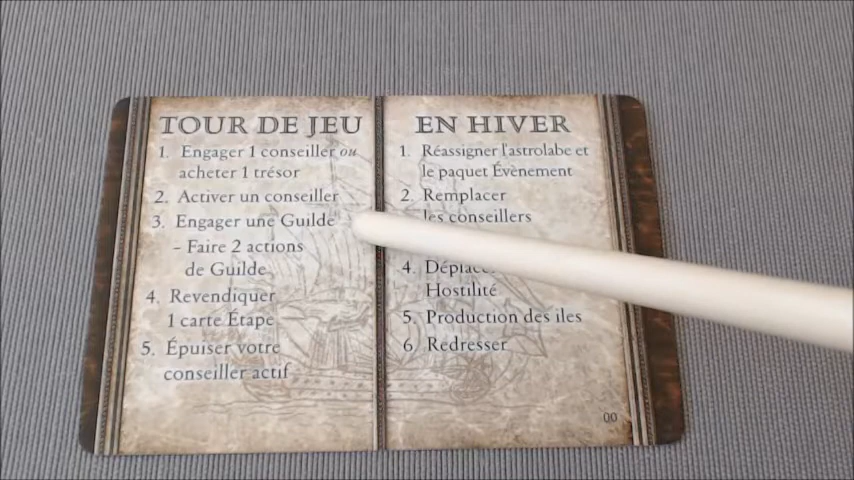 TOUR DE JEU
1. Engager 1 conseiller ou
acheter 1 trésor
2. Activer un conseiller
3. Engager une Guilde
- Faire 2 actions
de Guilde
4. Revendiquer
1 carte Étape
5. Épuiser votre
conseiller actif
EN HIVER
1. Réassigner l'astrolabe et
le paquet Évènement
2. Remplacer
les conseillers
4.
Hostilité
5. Production des iles
6 Redresser
00